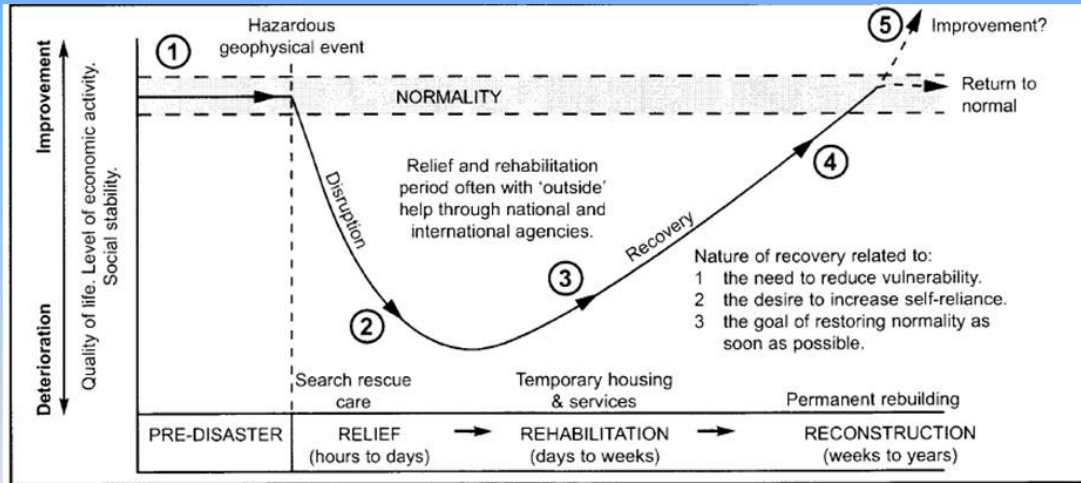 Improvement
Deterioration
Quality of life. Level of economic activity.
Social stability.
1
Hazardous
geophysical event
5
Improvement?
NORMALITY
Return to
normal
Disruption
Relief and rehabilitation
period often with ‘outside’
help through national and
international agencies.
2
3
Recovery
4
Nature of recovery related to:
1 the need to reduce vulnerability.
2 the desire to increase self-reliance.
3 the goal of restoring normality as
soon as possible.
Search rescue
care
Temporary housing
& services
Permanent rebuilding
PRE-DISASTER
RELIEF
(hours to days)
REHABILITATION
(days to weeks)
RECONSTRUCTION
(weeks to years)